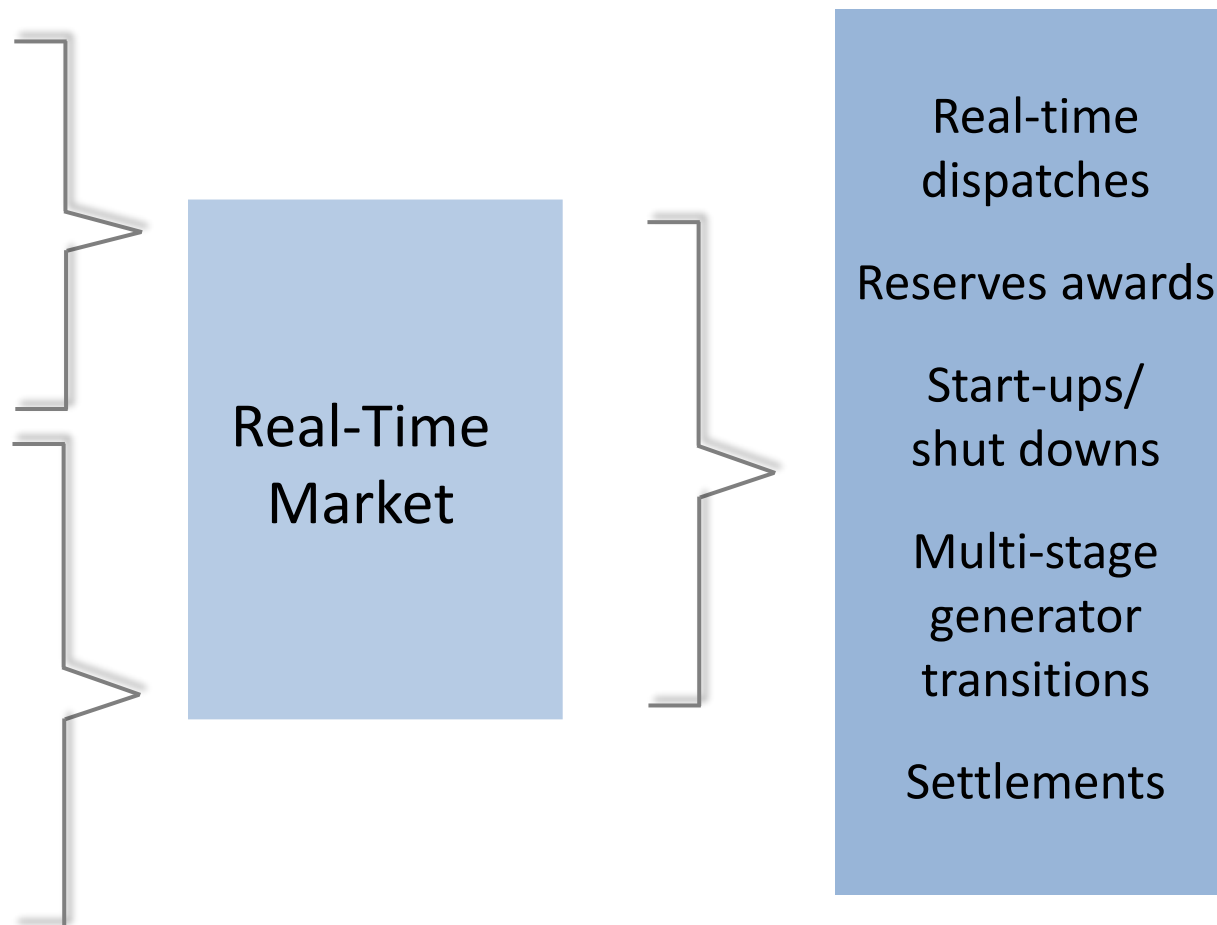 Real-Time
Market
Real-time
dispatches
Reserves awards
Start-ups/
shut downs
Multi-stage
generator
transitions
Settlements